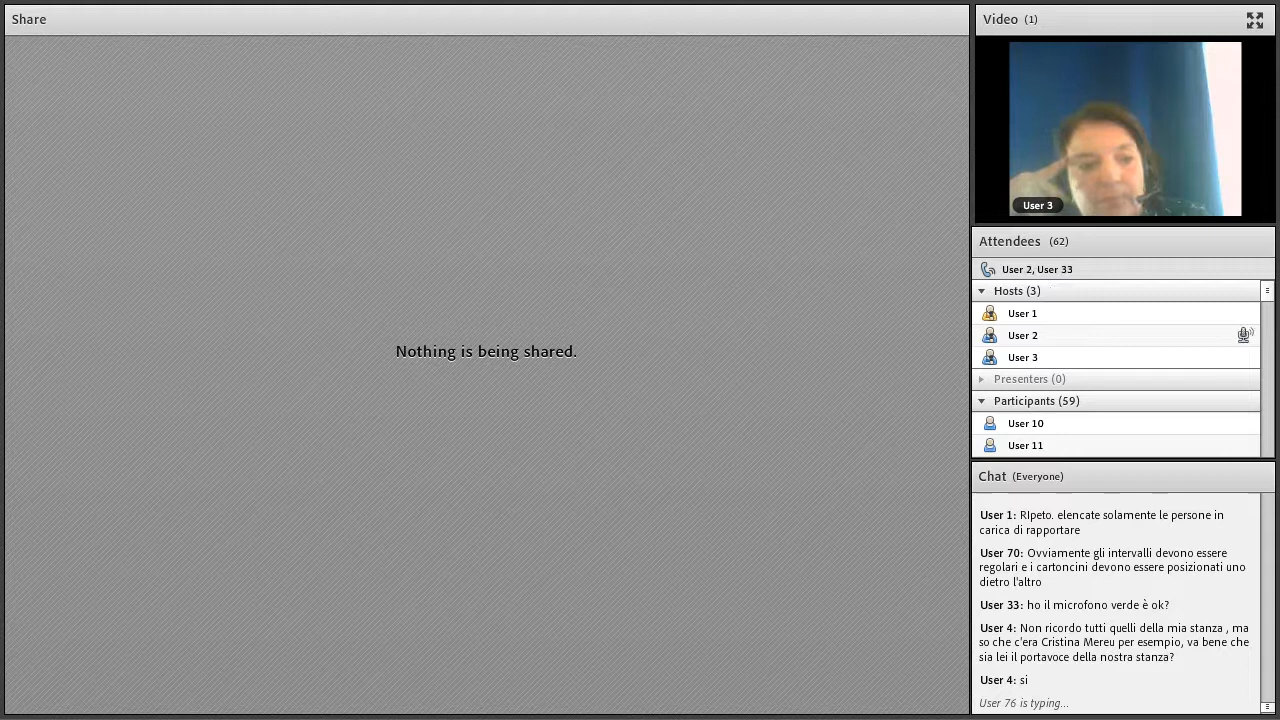 Share
Nothing is being shared.
Video (1)
User 3
Attendees (62)
User 2, User 33
Hosts (3)
User 1
User 2
User 3
Presenters (0)
Participants (59)
User 10
User 11
Chat (Everyone)
User 1: RIpeto. elencate solamente le persone in
carica di rapportare
User 70: Ovviamente gli intervalli devono essere
regolari e i cartoncini devono essere posizionati uno
dietro l'altro
User 33: ho il microfono verde è ok?
User 4: Non ricordo tutti quelli della mia stanza , ma
so che c'era Cristina Mereu per esempio, va bene che
sia lei il portavoce della nostra stanza?
User 4: si
User 76 is typing...